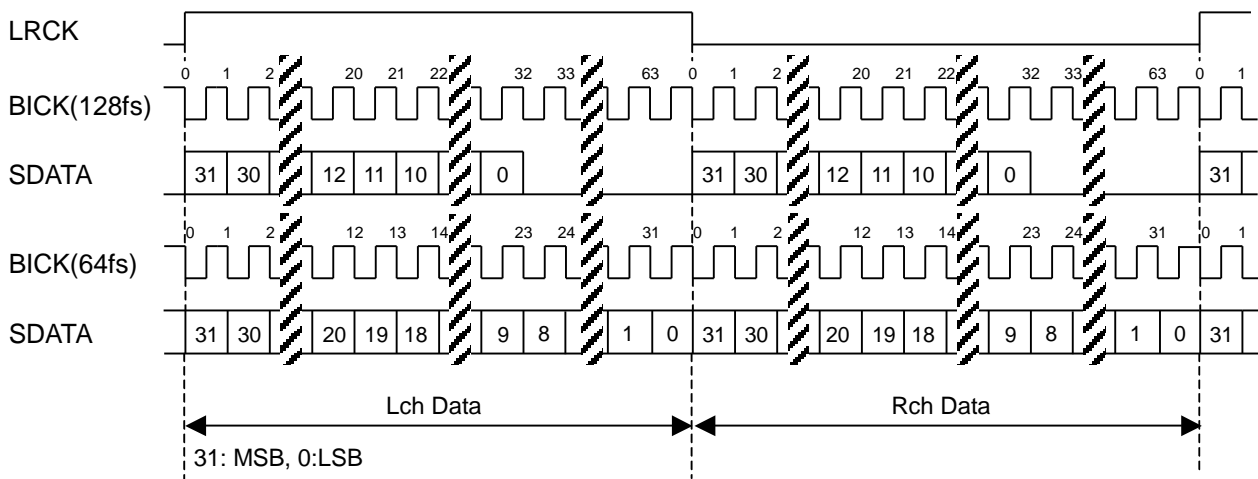 LRCK
0 1 2 20 21 22 32 33 63 0 1 2 20 21 22 32 33 63 0 1
BICK(128fs)
SDATA 31 30 12 11 10 0 31 30 12 11 10 0 31
0 1 2 12 13 14 23 24 31 0 1 2 12 13 14 23 24 31 0 1
BICK(64fs)
SDATA 31 30 20 19 18 9 8 1 0 31 30 20 19 18 9 8 1 0 31
Lch Data Rch Data
31: MSB, 0:LSB